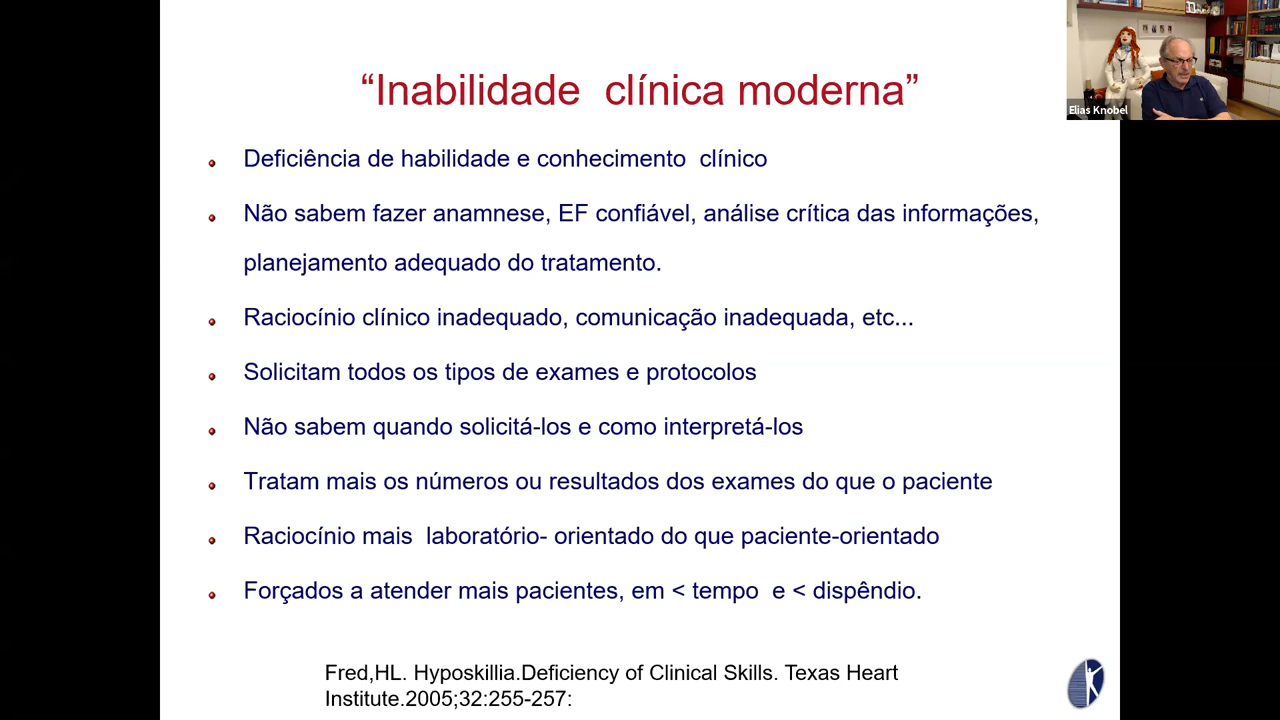 “Inabilidade clínica moderna”
Elias Knobel
Deficiência de habilidade e conhecimento clínico
Não sabem fazer anamnese, EF confiável, análise crítica das informações,
planejamento adequado do tratamento.
Raciocínio clínico inadequado, comunicação inadequada, etc...
Solicitam todos os tipos de exames e protocolos
Não sabem quando solicitá-los e como interpretá-los
Tratam mais os números ou resultados dos exames do que o paciente
Raciocínio mais laboratório- orientado do que paciente-orientado
Forçados a atender mais pacientes, em < tempo e < dispêndio.
Fred,HL. Hyposkillia.Deficiency of Clinical Skills. Texas Heart
Institute.2005;32:255-257: